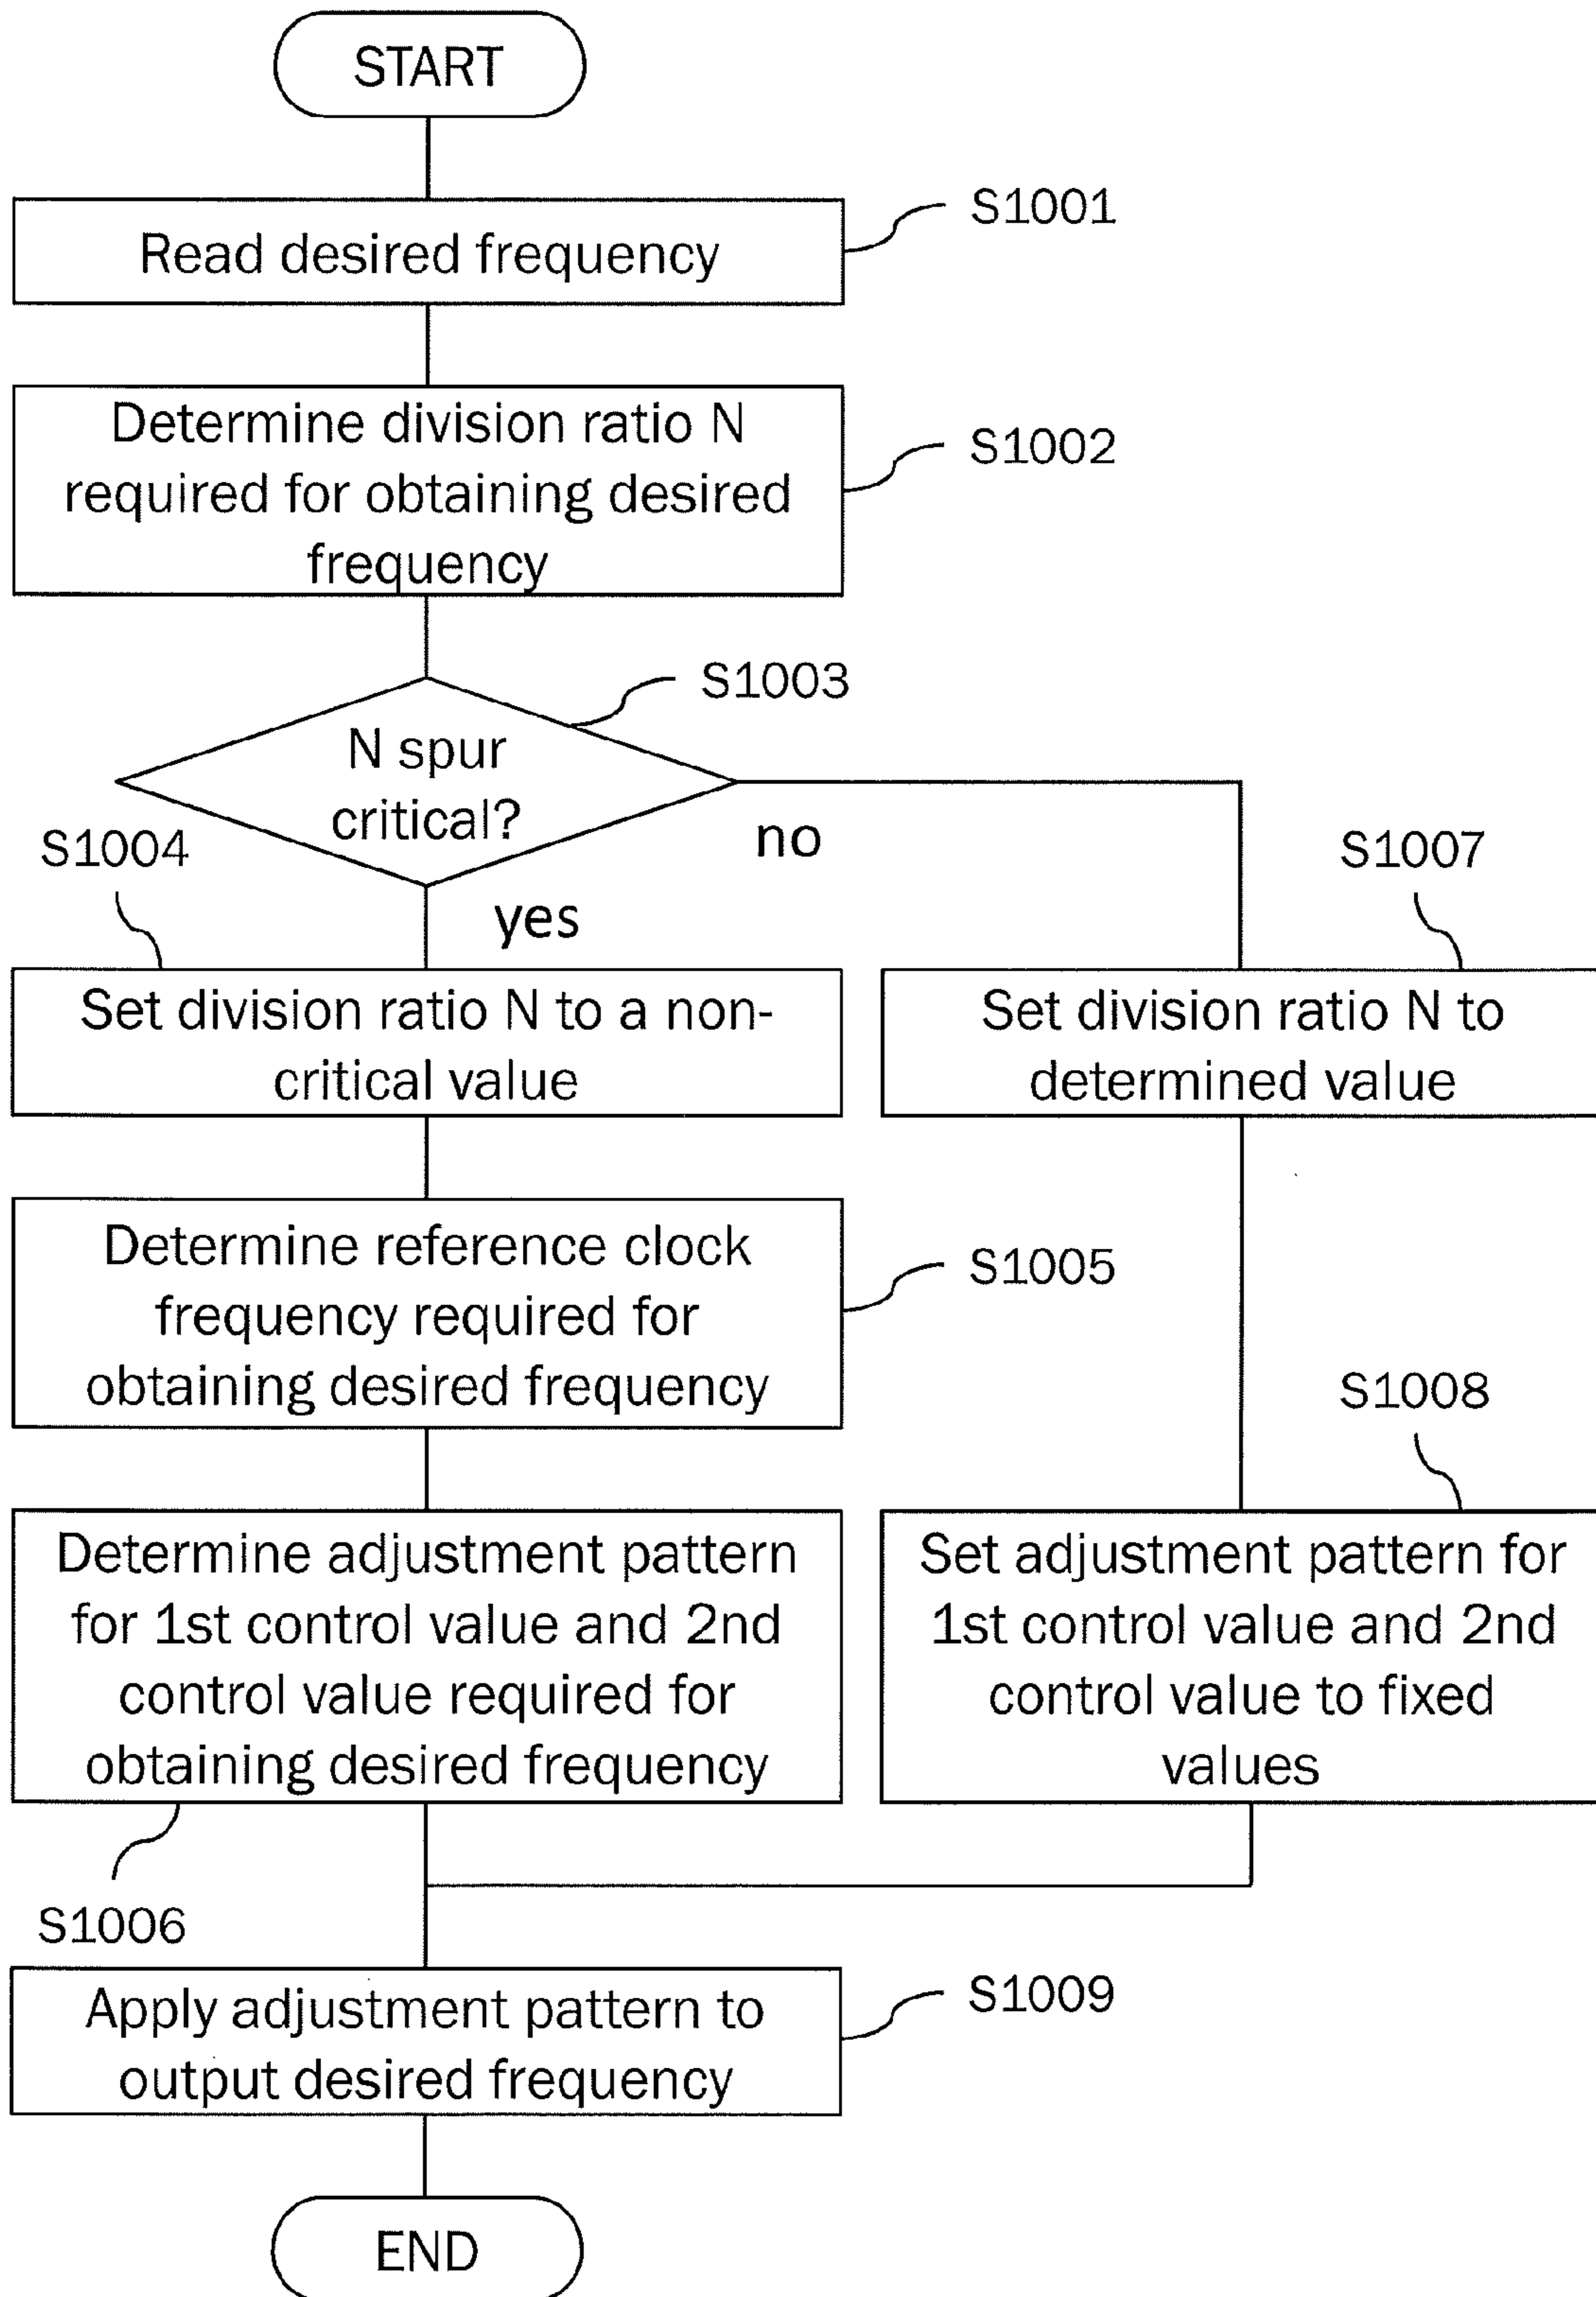 START
Read desired frequency
S1001
Determine division ratio N
required for obtaining desired
frequency
S1002
N spur
critical?
S1003
no
yes
S1004
Set division ratio N to a non-
critical value
S1007
Set division ratio N to
determined value
Determine reference clock
frequency required for
obtaining desired frequency
S1005
Determine adjustment pattern
for 1st control value and 2nd
control value required for
obtaining desired frequency
S1006
S1008
Set adjustment pattern for
1st control value and 2nd
control value to fixed
values
Apply adjustment pattern to
output desired frequency
S1009
END